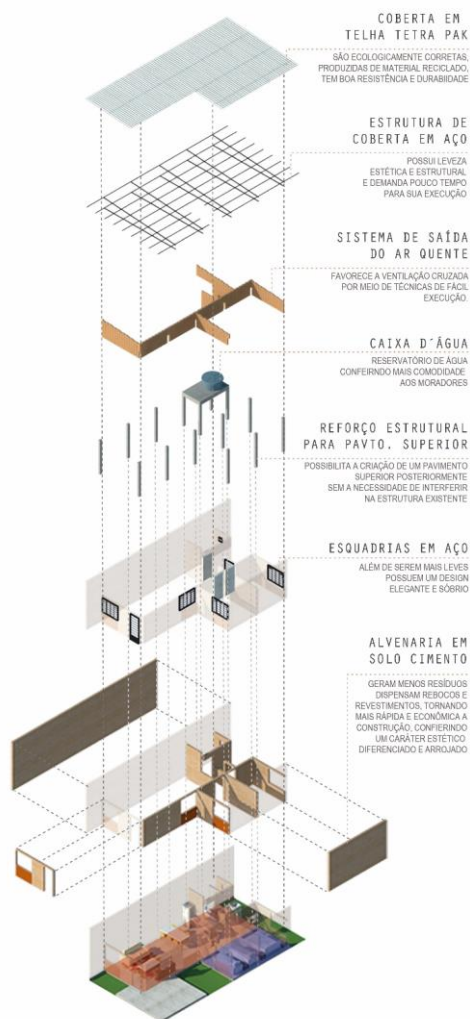 COBERTA EM
TELHA TETRA PAK
SÃO ECOLOGICAMENTE CORRETAS,
PRODUZIDAS DE MATERIAL RECICLADO,
TEM BOA RESISTÊNCIA E DURABIIDADE
ESTRUTURA DE
COBERTA EM AÇO
POSSUI LEVEZA
ESTÉTICA E ESTRUTURAL
E DEMANDA POUCO TEMPO
PARA SUA EXECUÇÃO
SISTEMA DE SAÍDA
DO AR QUENTE
FAVORECE A VENTILAÇÃO CRUZADA
POR MEIO DE TÉCNICAS DE FÁCIL
EXECUÇÃO.
CAIXA D´ÁGUA
RESERVATÓRIO DE ÁGUA
CONFEIRNDO MAIS COMODIDADE
AOS MORADORES
REFORÇO ESTRUTURAL
PARA PAVTO. SUPERIOR
POSSIBILITA A CRIAÇÃO DE UM PAVIMENTO
SUPERIOR POSTERIORMENTE
SEM A NECESSIDADE DE INTERFERIR
NA ESTRUTURA EXISTENTE
ESQUADRIAS EM AÇO
ALÉM DE SEREM MAIS LEVES
POSSUEM UM DESIGN
ELEGANTE E SÓBRIO
ALVENARIA EM
SOLO CIMENTO
GERAM MENOS RESÍDUOS
DISPENSAM REBOCOS E
REVESTIMENTOS, TORNANDO
MAIS RÁPIDA E ECONÔMICA A
CONSTRUÇÃO, CONFIERINDO
UM CARÁTER ESTÉTICO
DIFERENCIADO E ARROJADO